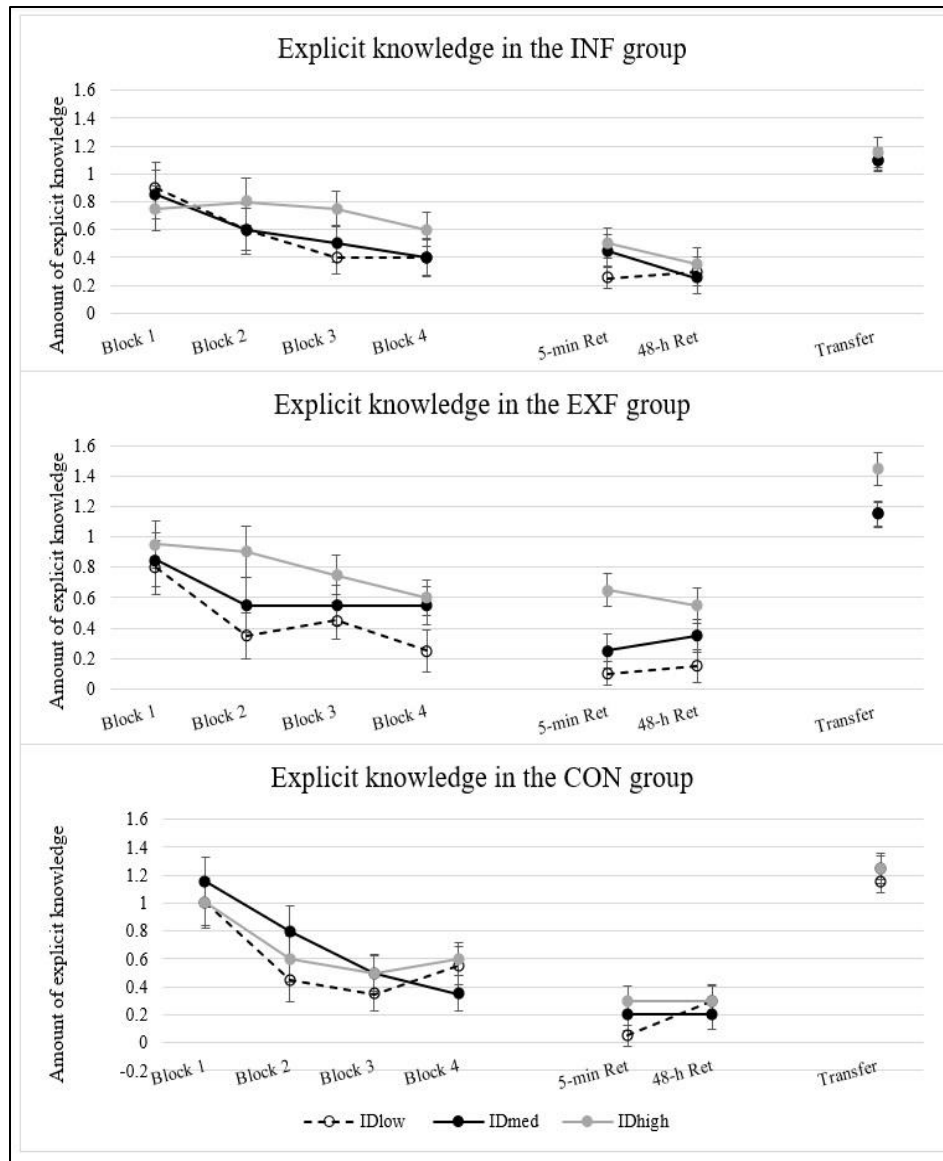 Explicit knowledge in the INF group
Amount of explicit knowledge
1.6
1.4
1.2
1
0.8
0.6
0.4
0.2
0
Block 1
Block 2
Block 3
Block 4
5-min Ret
48-h Ret
Transfer
Explicit knowledge in the EXF group
Amount of explicit knowledge
1.6
1.4
1.2
1
0.8
0.6
0.4
0.2
0
Block 1
Block 2
Block 3
Block 4
5-min Ret
48-h Ret
Transfer
Explicit knowledge in the CON group
Amount of explicit knowledge
1.6
1.4
1.2
1
0.8
0.6
0.4
0.2
0
-0.2
Block 1
Block 2
Block 3
Block 4
5-min Ret
48-h Ret
Transfer
IDlow IDmed IDhigh